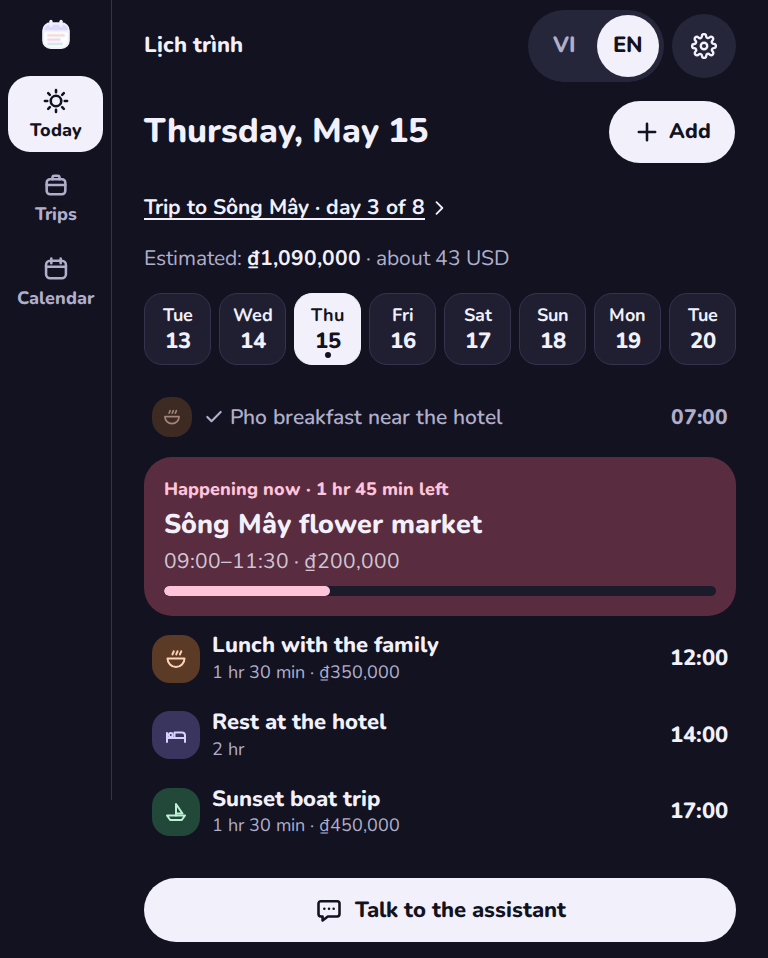 Lịch trình
VI
EN
Today
Trips
Calendar
Thursday, May 15
Add
Trip to Sông Mây · day 3 of 8
Estimated: ₫1,090,000 · about 43 USD
Tue Wed Thu Fri Sat Sun Mon Tue
13 14 15 16 17 18 19 20
Pho breakfast near the hotel 07:00
Happening now · 1 hr 45 min left
Sông Mây flower market
09:00–11:30 · ₫200,000
Lunch with the family 12:00
1 hr 30 min · ₫350,000
Rest at the hotel 14:00
2 hr
Sunset boat trip 17:00
1 hr 30 min · ₫450,000
Talk to the assistant